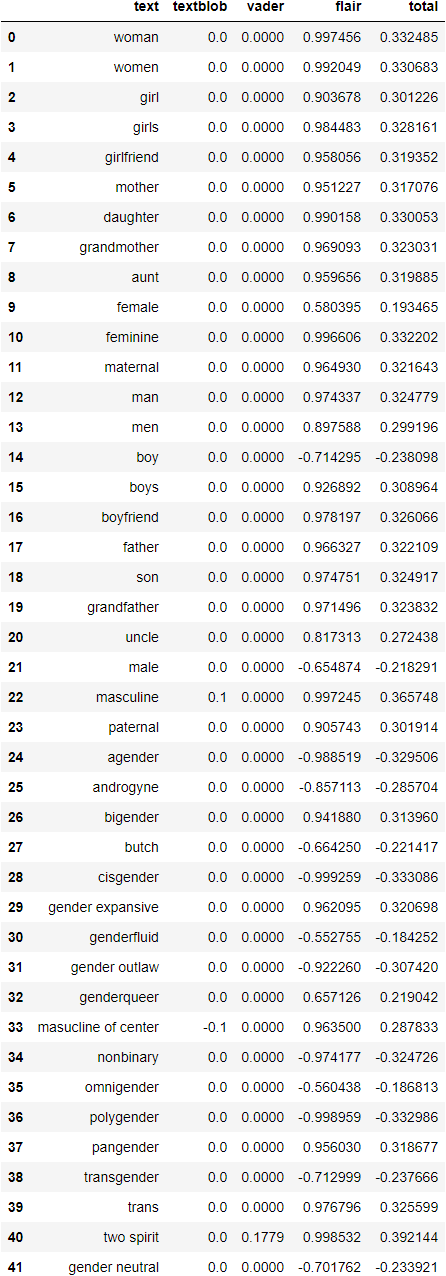 text textblob vader flair total
0 woman 0.0 0.0000 0.997456 0.332485
1 women 0.0 0.0000 0.992049 0.330683
2 girl 0.0 0.0000 0.903678 0.301226
3 girls 0.0 0.0000 0.984483 0.328161
4 girlfriend 0.0 0.0000 0.958056 0.319352
5 mother 0.0 0.0000 0.951227 0.317076
6 daughter 0.0 0.0000 0.990158 0.330053
7 grandmother 0.0 0.0000 0.969093 0.323031
8 aunt 0.0 0.0000 0.959656 0.319885
9 female 0.0 0.0000 0.580395 0.193465
10 feminine 0.0 0.0000 0.996606 0.332202
11 maternal 0.0 0.0000 0.964930 0.321643
12 man 0.0 0.0000 0.974337 0.324779
13 men 0.0 0.0000 0.897588 0.299196
14 boy 0.0 0.0000 -0.714295 -0.238098
15 boys 0.0 0.0000 0.926892 0.308964
16 boyfriend 0.0 0.0000 0.978197 0.326066
17 father 0.0 0.0000 0.966327 0.322109
18 son 0.0 0.0000 0.974751 0.324917
19 grandfather 0.0 0.0000 0.971496 0.323832
20 uncle 0.0 0.0000 0.817313 0.272438
21 male 0.0 0.0000 -0.654874 -0.218291
22 masculine 0.1 0.0000 0.997245 0.365748
23 paternal 0.0 0.0000 0.905743 0.301914
24 agender 0.0 0.0000 -0.988519 -0.329506
25 androgyne 0.0 0.0000 -0.857113 -0.285704
26 bigender 0.0 0.0000 0.941880 0.313960
27 butch 0.0 0.0000 -0.664250 -0.221417
28 cisgender 0.0 0.0000 -0.999259 -0.333086
29 gender expansive 0.0 0.0000 0.962095 0.320698
30 genderfluid 0.0 0.0000 -0.552755 -0.184252
31 gender outlaw 0.0 0.0000 -0.922260 -0.307420
32 genderqueer 0.0 0.0000 0.657126 0.219042
33 masucline of center -0.1 0.0000 0.963500 0.287833
34 nonbinary 0.0 0.0000 -0.974177 -0.324726
35 omnigender 0.0 0.0000 -0.560438 -0.186813
36 polygender 0.0 0.0000 -0.998959 -0.332986
37 pangender 0.0 0.0000 0.956030 0.318677
38 transgender 0.0 0.0000 -0.712999 -0.237666
39 trans 0.0 0.0000 0.976796 0.325599
40 two spirit 0.0 0.1779 0.998532 0.392144
41 gender neutral 0.0 0.0000 -0.701762 -0.233921